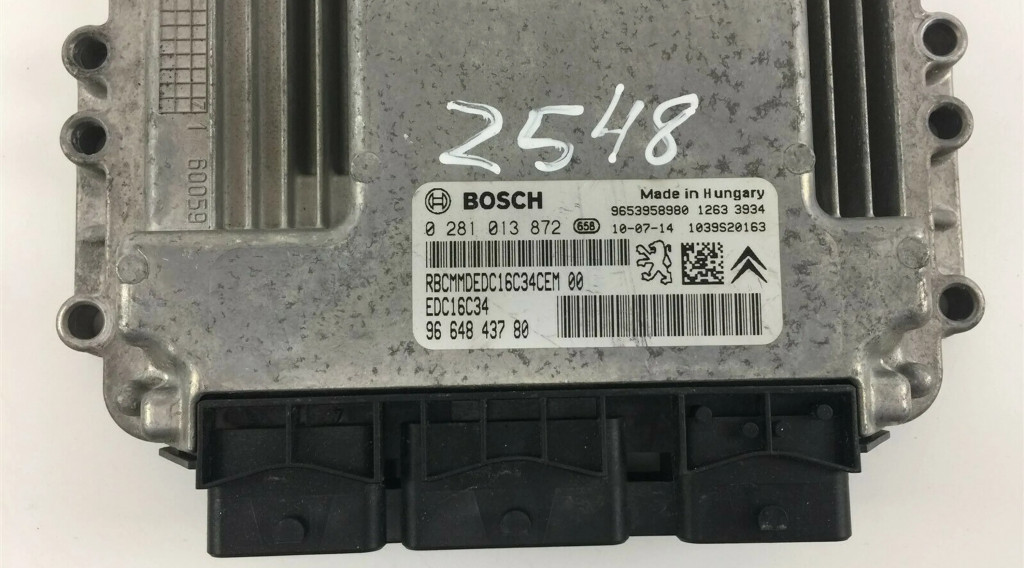 60059 1
2548
BOSCH Made in Hungary
9653958980 1263 3934
0 281 013 872 658 10-07-14 1039S20163
RBCMMDEDC16C34CEM 00
EDC16C34
96 648 437 80